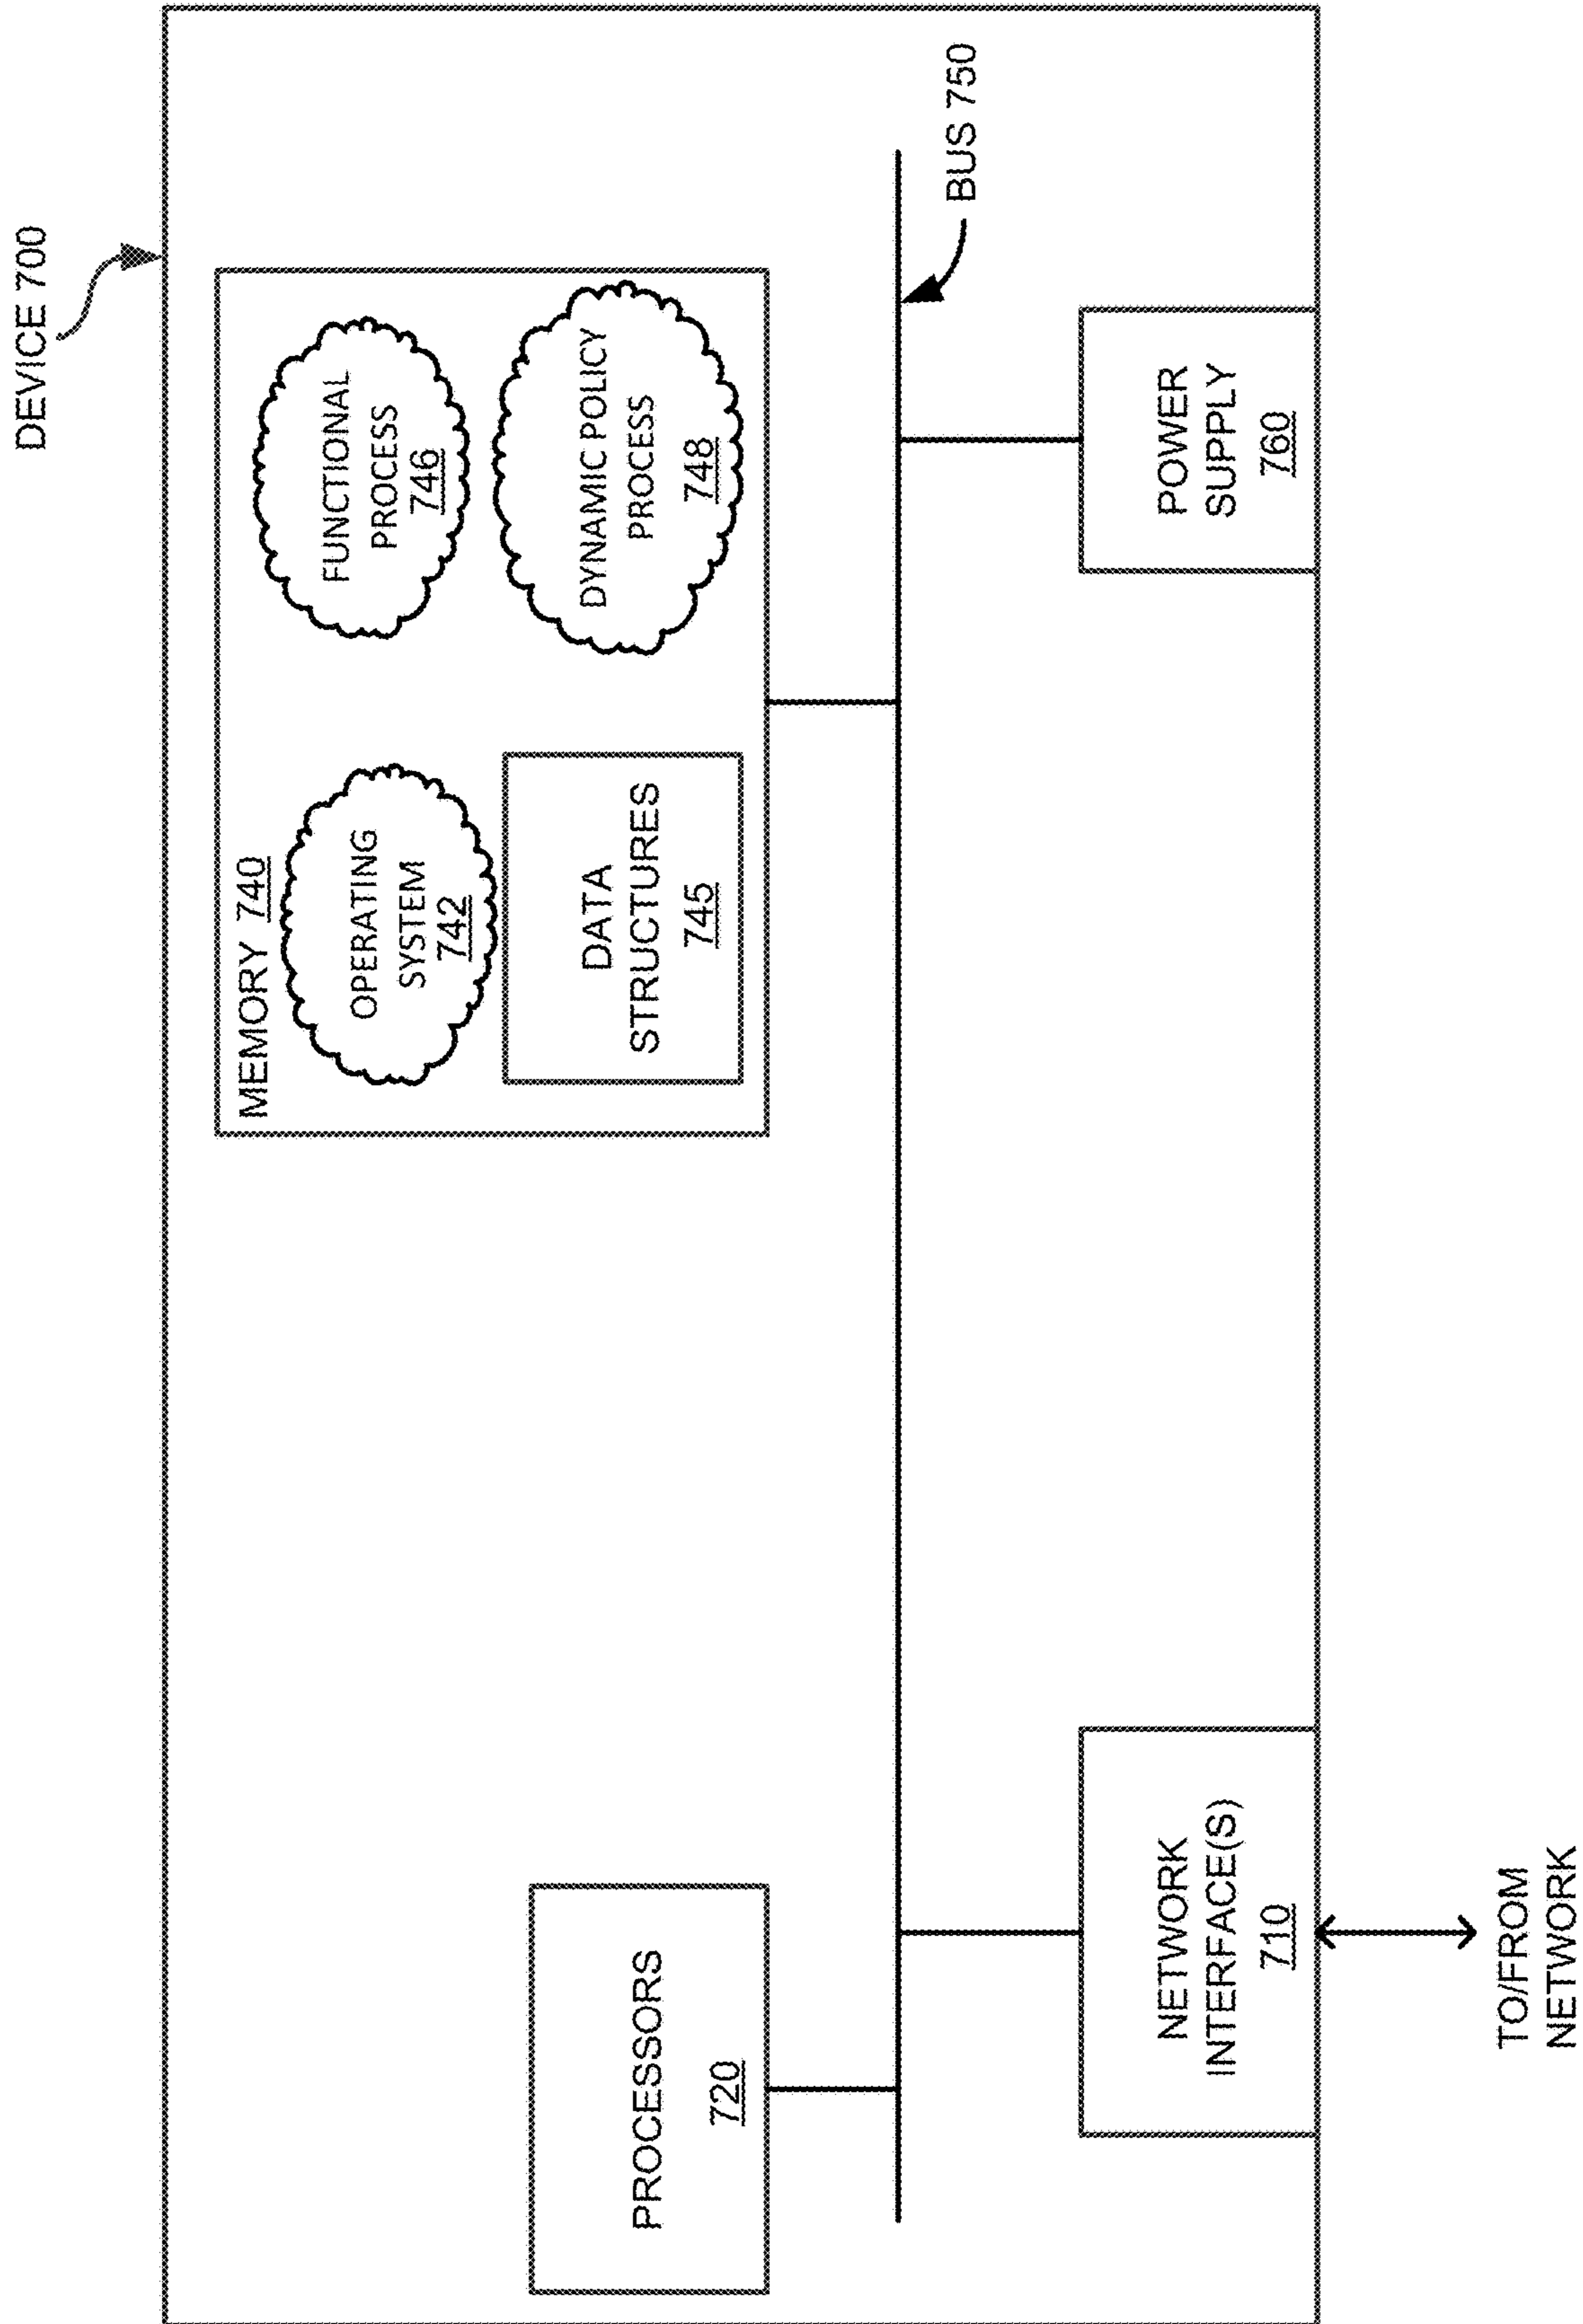 DEVICE 700
MEMORY 740
OPERATING
SYSTEM
742
FUNCTIONAL
PROCESS
746
DATA
STRUCTURES
745
DYNAMIC POLICY
PROCESS
748
PROCESSORS
720
BUS 750
NETWORK
INTERFACE(S)
710
POWER
SUPPLY
760
TO/FROM
NETWORK